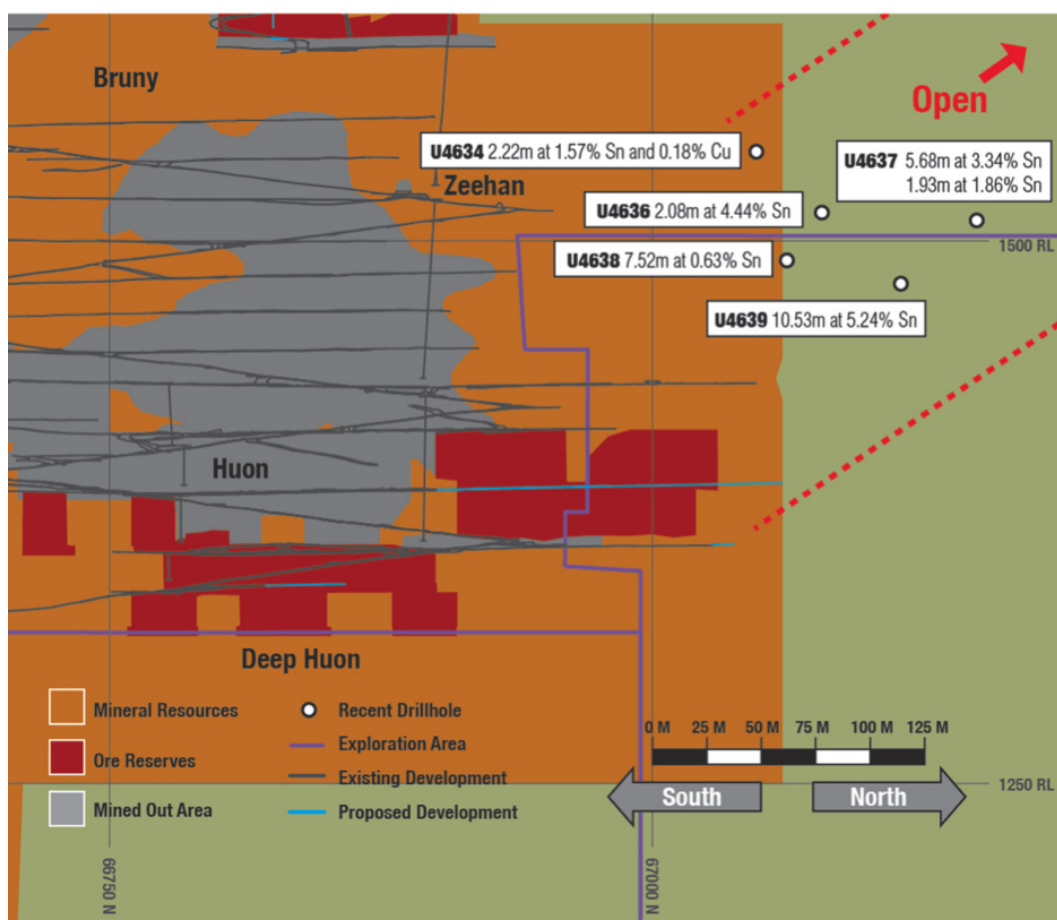 Bruny
Open
U4634 2.22m at 1.57% Sn and 0.18% Cu
U4637 5.68m at 3.34% Sn
1.93m at 1.86% Sn
Zeehan
U4636 2.08m at 4.44% Sn
1500 RL
U4638 7.52m at 0.63% Sn
U4639 10.53m at 5.24% Sn
Huon
Deep Huon
Mineral Resources
Ore Reserves
Mined Out Area
Recent Drillhole
Exploration Area
Existing Development
Proposed Development
0 M 25 M 50 M 75 M 100 M 125 M
South
North
1250 RL
66750 N
67000 N